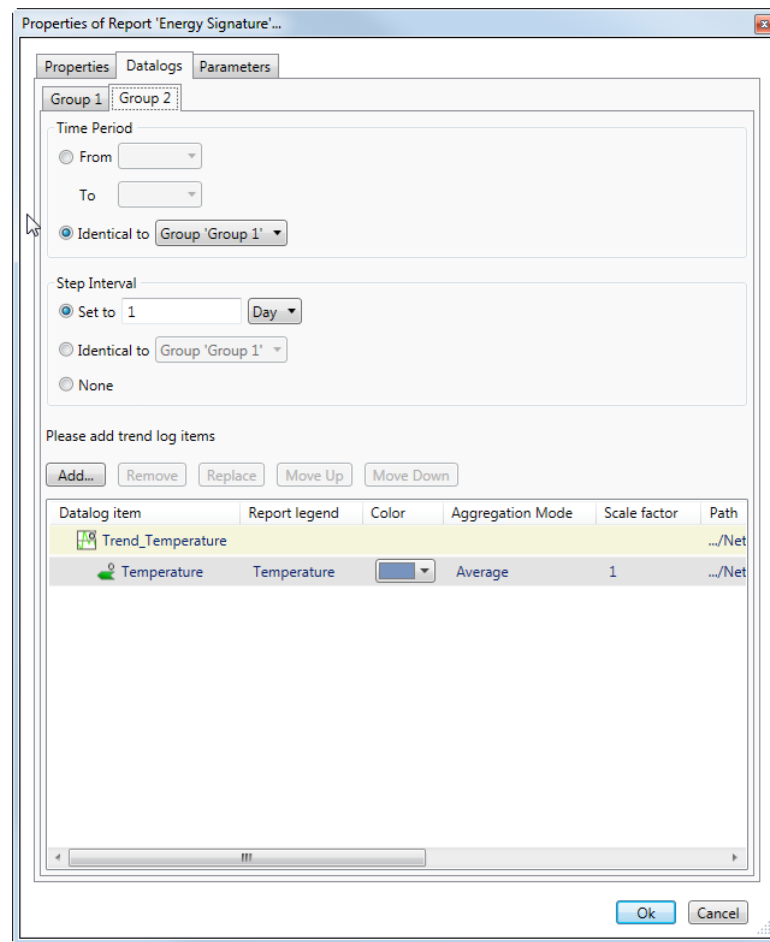 Properties of Report 'Energy Signature'...
Properties Datalogs Parameters
Group 1 Group 2
Time Period
From
To
Identical to Group 'Group 1'
Step Interval
Set to 1 Day
Identical to Group 'Group 1'
None
Please add trend log items
Add... Remove Replace Move Up Move Down
Datalog item Report legend Color Aggregation Mode Scale factor Path
Trend_Temperature .../Net
Temperature Temperature Average 1 .../Net
Ok Cancel